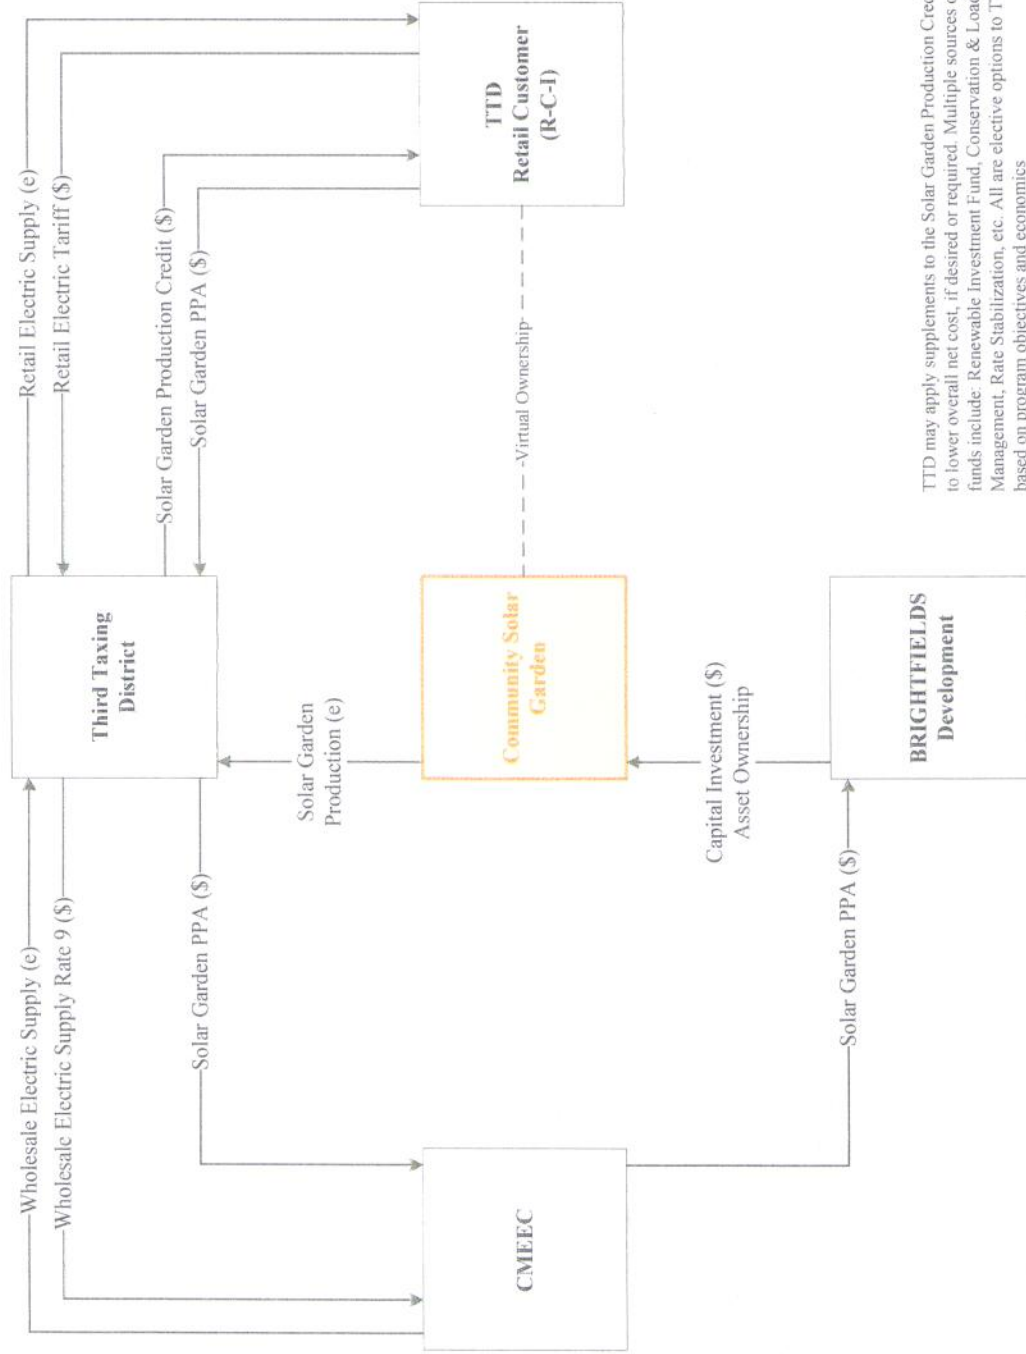 Wholesale Electric Supply (e)
Wholesale Electric Supply Rate 9 ($)
Solar Garden PPA ($)
Retail Electric Supply (e)
Retail Electric Tariff ($)
Solar Garden Production Credit ($)
Solar Garden PPA ($)
Third Taxing
District
Solar Garden
Production (e)
CMEEC
Community Solar
Garden
Virtual Ownership
TTD
Retail Customer
(R-C-I)
Capital Investment ($)
Asset Ownership
Solar Garden PPA ($)
BRIGHTFIELDS
Development
TTD may apply supplements to the Solar Garden Production
to lower overall net cost, if desired or required. Multiple sources
funds include: Renewable Investment Fund, Conservation &
Management, Rate Stabilization, etc. All are elective options to
based on program objectives and economics